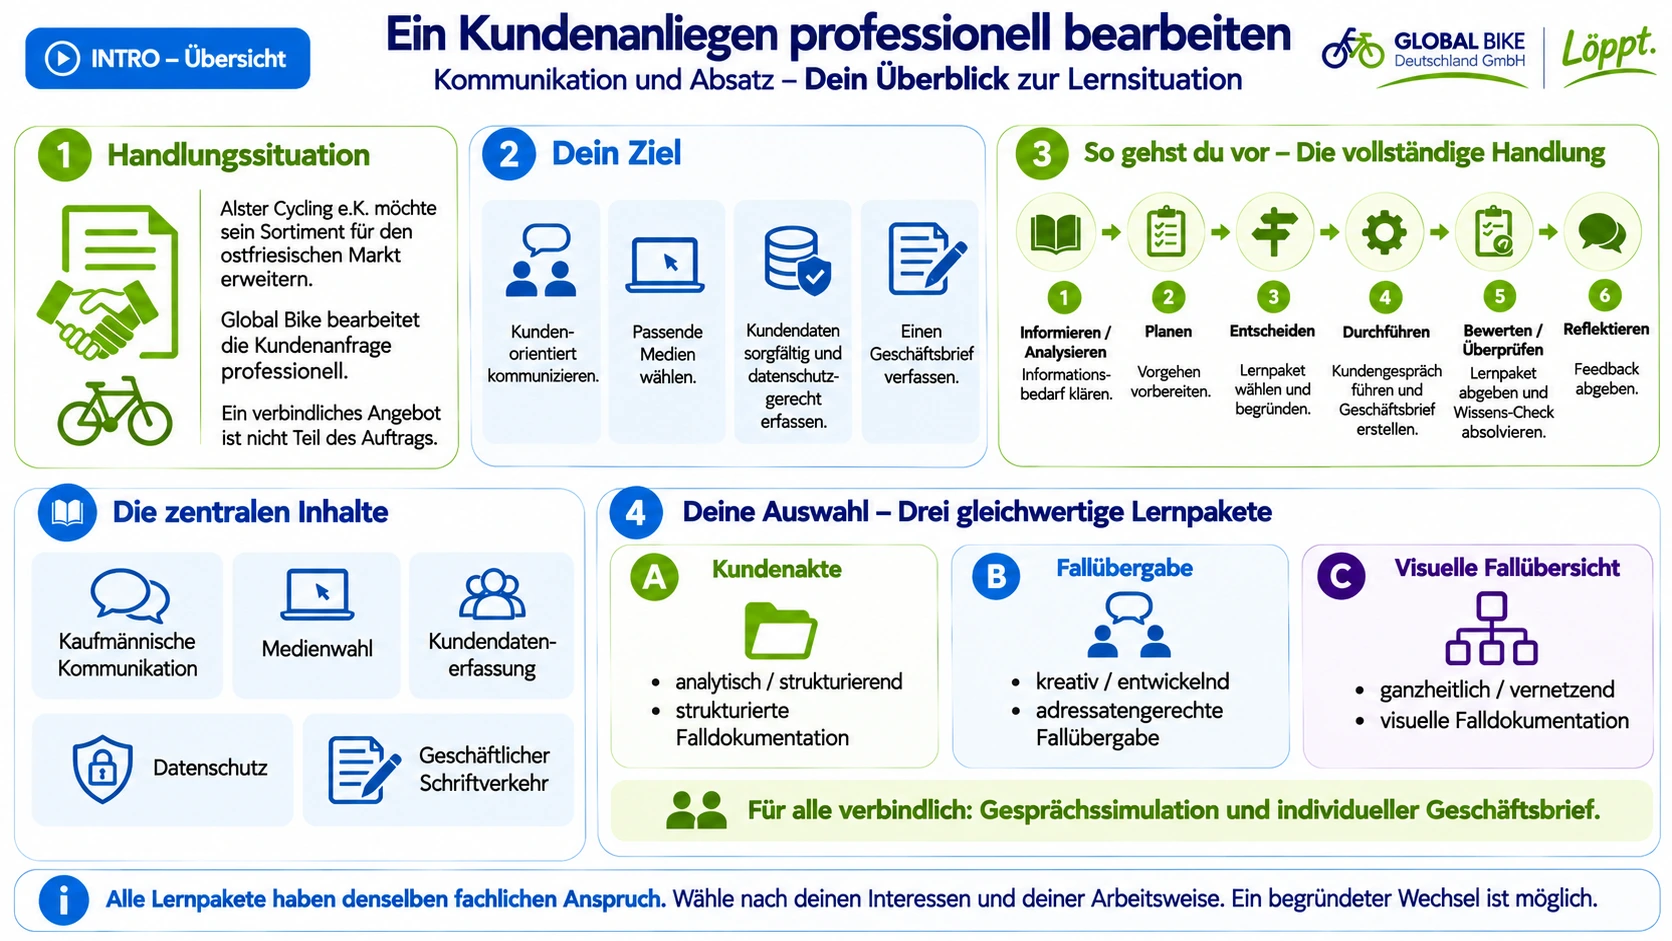 INTRO – Übersicht
Ein Kundenanliegen professionell bearbeiten
Kommunikation und Absatz – Dein Überblick zur Lernsituation
GLOBAL BIKE
Deutschland GmbH
Löppt.
1 Handlungssituation
Alster Cycling e.K. möchte
sein Sortiment für den
ostfriesischen Markt
erweitern.
Global Bike bearbeitet
die Kundenanfrage
professionell.
Ein verbindliches Angebot
ist nicht Teil des Auftrags.
2 Dein Ziel
Kunden-
orientiert
kommunizieren.
Passende
Medien
wählen.
Kundendaten
sorgfältig und
datenschutz-
gerecht
erfassen.
Einen
Geschäftsbrief
verfassen.
3 So gehst du vor – Die vollständige Handlung
1
Informieren /
Analysieren
Informations-
bedarf klären.
2
Planen
Vorgehen
vorbereiten.
3
Entscheiden
Lernpaket
wählen und
begründen.
4
Durchführen
Kundengespräch
führen und
Geschäftsbrief
erstellen.
@
5
Bewerten /
Überprüfen
Lernpaket
abgeben und
Wissens-Check
absolvieren.
6
Reflektieren
Feedback
abgeben.
Die zentralen Inhalte
Kaufmännische
Kommunikation
Medienwahl
Kundendaten-
erfassung
Datenschutz
Geschäftlicher
Schriftverkehr
4 Deine Auswahl – Drei gleichwertige Lernpakete
A Kundenakte
• analytisch / strukturierend
• strukturierte
Falldokumentation
B Fallübergabe
• kreativ / entwickelnd
• adressatengerechte
Fallübergabe
C Visuelle Fallübersicht
• ganzheitlich / vernetzend
• visuelle Falldokumentation
Für alle verbindlich: Gesprächssimulation und individueller Geschäftsbrief.
i Alle Lernpakete haben denselben fachlichen Anspruch. Wähle nach deinen Interessen und deiner Arbeitsweise. Ein begründeter Wechsel ist möglich.